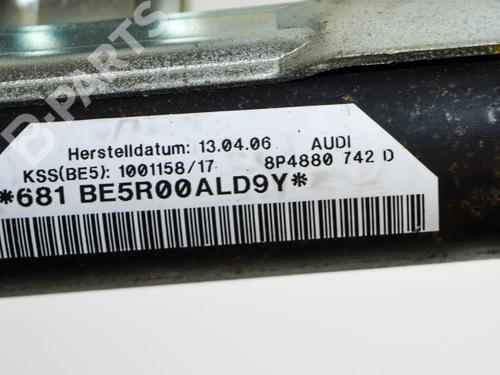 B-PARTS
Herstelldatum: 13.04.06 AUDI
KSS(BE5): 1001158/17 8P4880 742 D
*681 BE5R00ALD9Y*